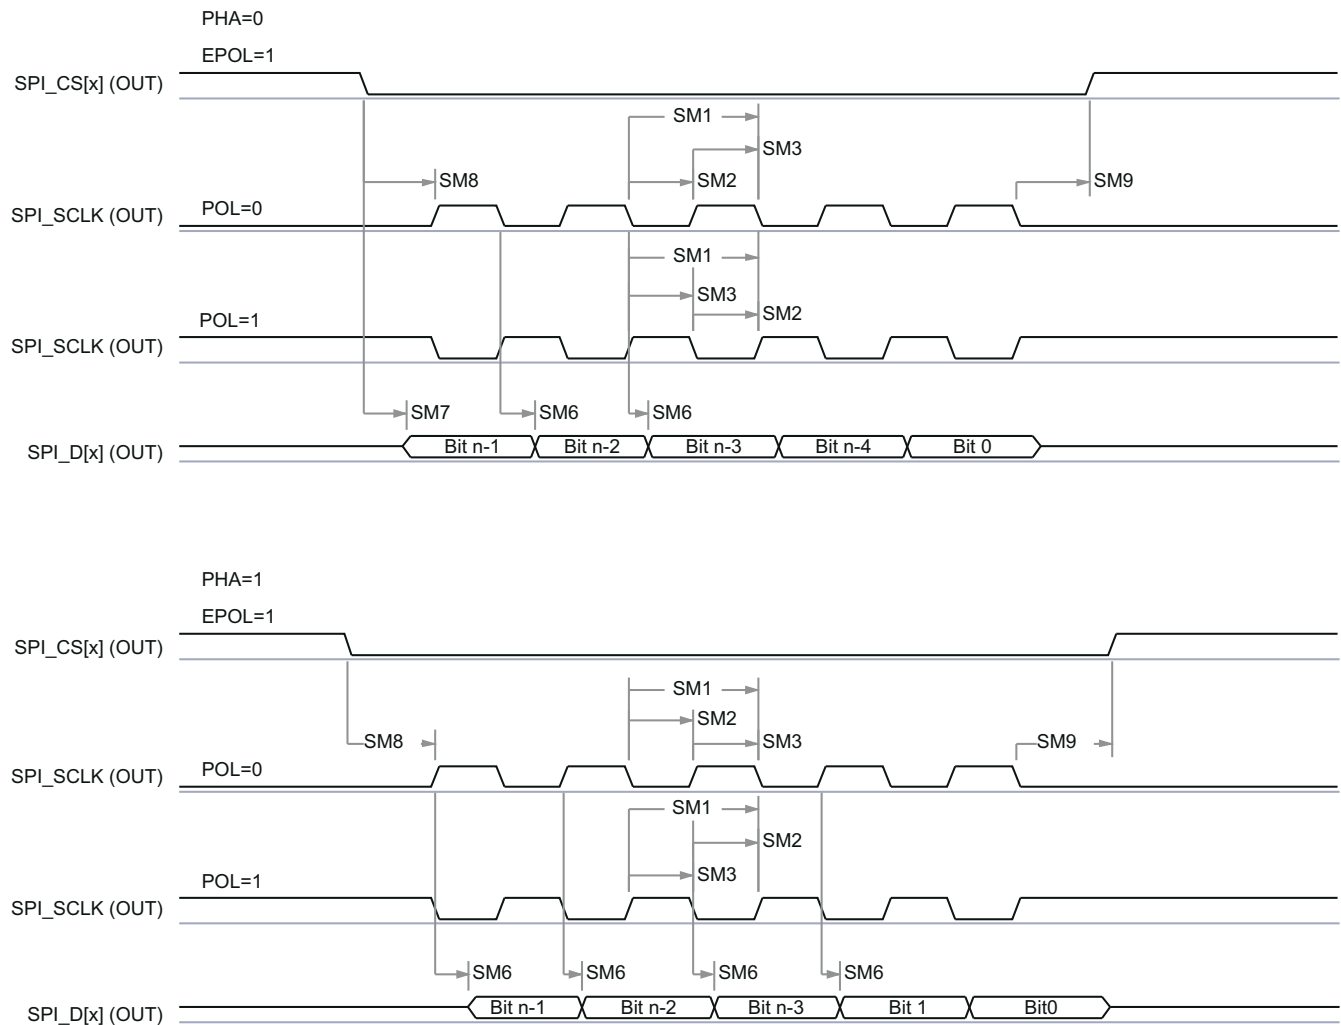 PHA=0
EPOL=1
SPI_CS[x] (OUT)
SM1
SM3
SM8
SM2
SM9
SPI_SCLK (OUT)
POL=0
SM1
SM3
SM2
POL=1
SPI_SCLK (OUT)
SM7
SM6
SM6
SPI_D[x] (OUT)
Bit n-1
Bit n-2
Bit n-3
Bit n-4
Bit 0
PHA=1
EPOL=1
SPI_CS[x] (OUT)
SM1
SM2
SM8
SM3
SM9
POL=0
SPI_SCLK (OUT)
SM1
SM2
SM3
POL=1
SPI_SCLK (OUT)
SM6
SM6
SM6
SM6
SPI_D[x] (OUT)
Bit n-1
Bit n-2
Bit n-3
Bit 1
Bit0